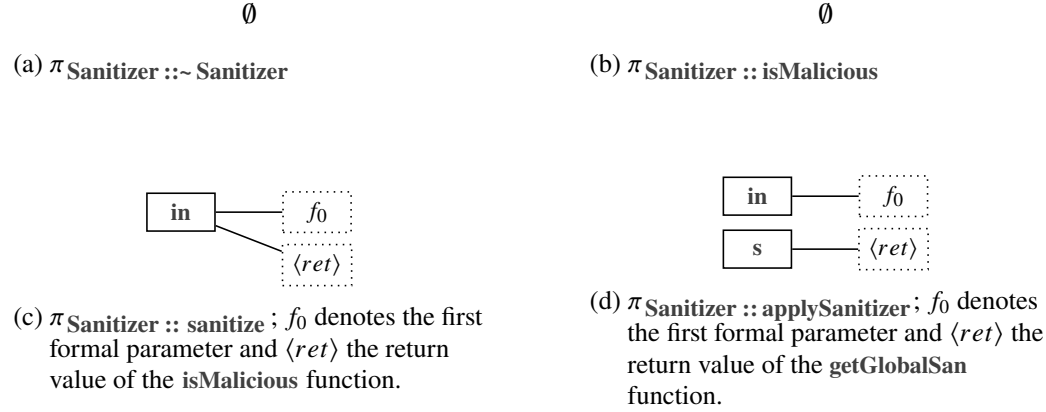 ∅
(a) π Sanitizer ::~ Sanitizer
∅
(b) π Sanitizer :: isMalicious
in
f₀
⟨ret⟩
(c) π Sanitizer :: sanitize ; f₀ denotes the first
formal parameter and ⟨ret⟩ the return
value of the isMalicious function.
in
f₀
s
⟨ret⟩
(d) π Sanitizer :: applySanitizer ; f₀ denotes
the first formal parameter and ⟨ret⟩ the
return value of the getGlobalSan
function.